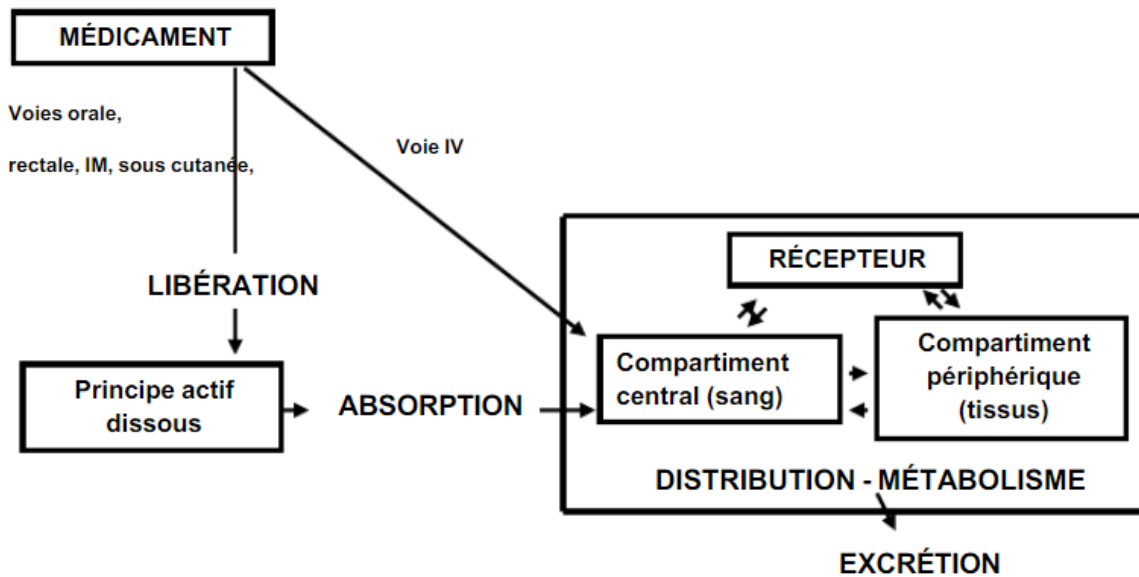 MÉDICAMENT
Voies orale,
rectale, IM, sous cutanée,
Voie IV
LIBÉRATION
Principe actif
dissous
ABSORPTION
RÉCEPTEUR
Compartiment
central (sang)
Compartiment
périphérique
(tissus)
DISTRIBUTION - MÉTABOLISME
EXCRÉTION